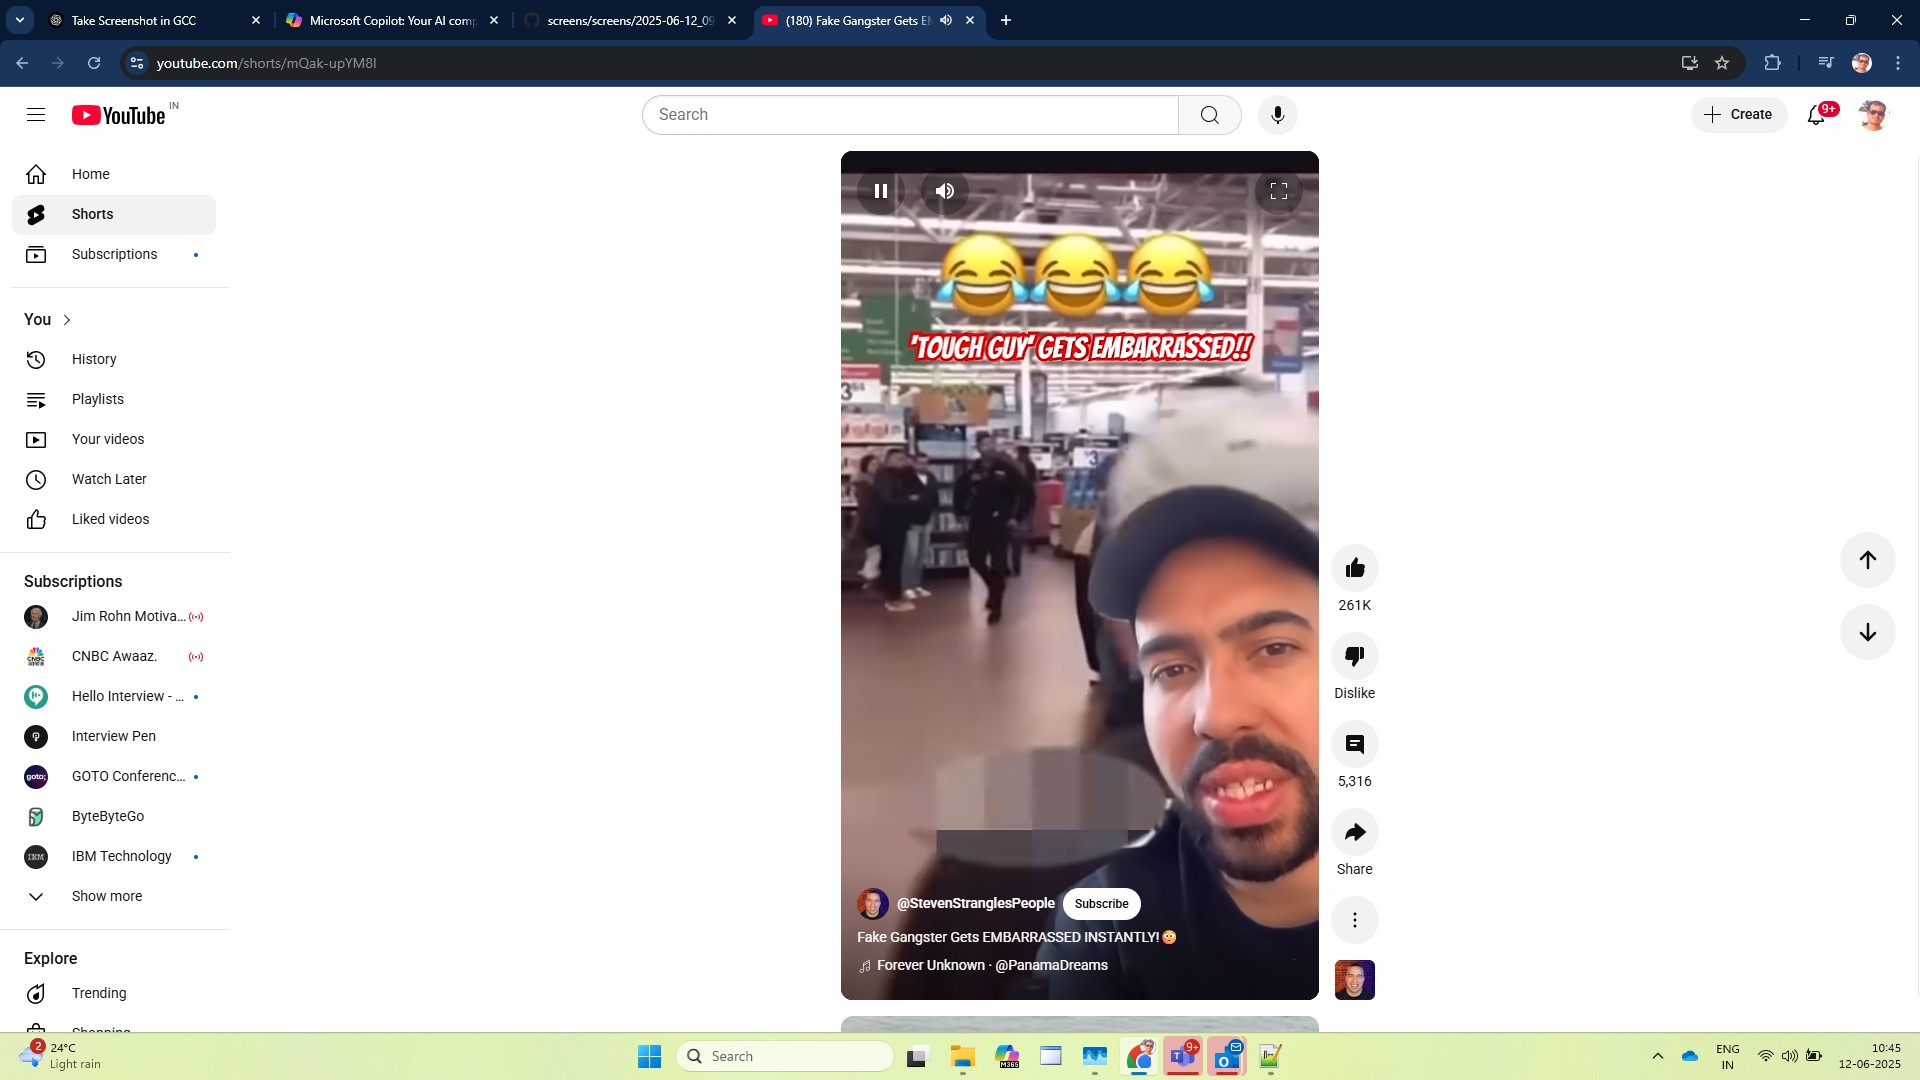 Take Screenshot in GCC
Microsoft Copilot: Your AI comp
screens/screens/2025-06-12_09
(180) Fake Gangster Gets EM
youtube.com/shorts/mQak-upYM8I
YouTube IN
Search
Create
9+
Home
Shorts
Subscriptions
You
History
Playlists
Your videos
Watch Later
Liked videos
Subscriptions
Jim Rohn Motiva...
CNBC Awaaz.
Hello Interview - ...
Interview Pen
GOTO Conferenc...
ByteByteGo
IBM Technology
Show more
Explore
Trending
Shopping
'TOUGH GUY' GETS EMBARRASSED!!
@StevenStranglesPeople
Subscribe
Fake Gangster Gets EMBARRASSED INSTANTLY!
Forever Unknown · @PanamaDreams
261K
Dislike
5,316
Share
2
24°C
Light rain
Search
M365
9+
ENG
IN
10:45
12-06-2025